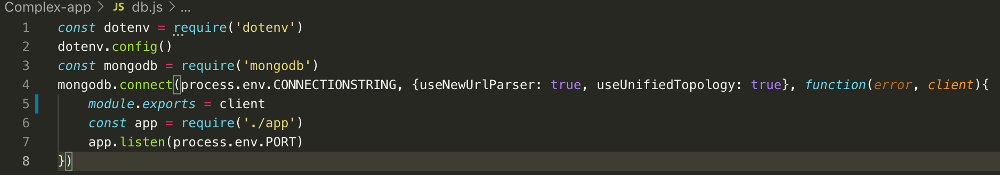 Complex-app > JS db.js > ...
1 const dotenv = require('dotenv')
2 dotenv.config()
3 const mongodb = require('mongodb')
4 mongodb.connect(process.env.CONNECTIONSTRING, {useNewUrlParser: true, useUnifiedTopology: true}, function(error, client){
5 module.exports = client
6 const app = require('./app')
7 app.listen(process.env.PORT)
8 })